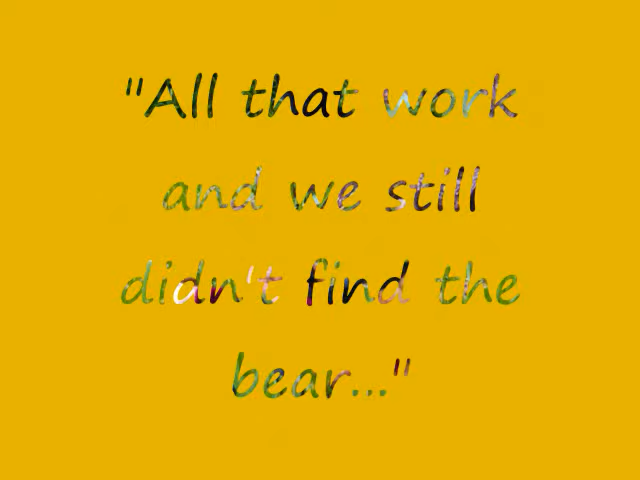 "All that work
and we still
didn't find the
bear..."